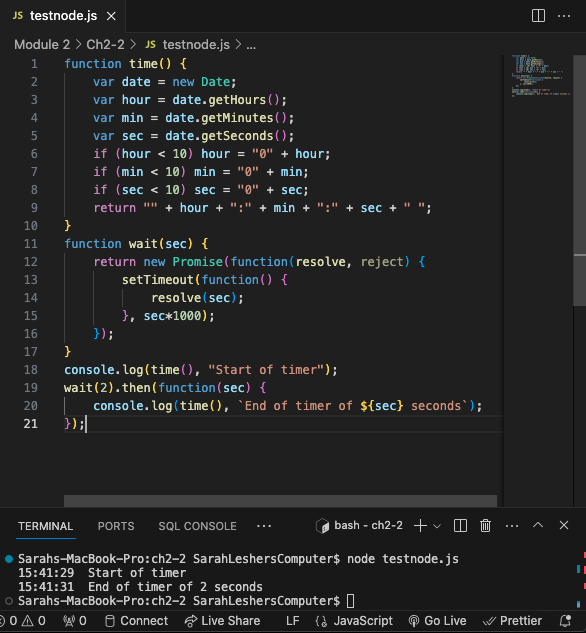 JS testnode.js ×
Module 2 > Ch2-2 > JS testnode.js > ...
1 function time() {
2 var date = new Date;
3 var hour = date.getHours();
4 var min = date.getMinutes();
5 var sec = date.getSeconds();
6 if (hour < 10) hour = "0" + hour;
7 if (min < 10) min = "0" + min;
8 if (sec < 10) sec = "0" + sec;
9 return "" + hour + ":" + min + ":" + sec + " ";
10 }
11 function wait(sec) {
12 return new Promise(function(resolve, reject) {
13 setTimeout(function() {
14 resolve(sec);
15 }, sec*1000);
16 });
17 }
18 console.log(time(), "Start of timer");
19 wait(2).then(function(sec) {
20 console.log(time(), `End of timer of ${sec} seconds`);
21 });
TERMINAL PORTS SQL CONSOLE ... bash - ch2-2
Sarahs-MacBook-Pro:ch2-2 SarahLeshersComputer$ node testnode.js
15:41:29 Start of timer
15:41:31 End of timer of 2 seconds
Sarahs-MacBook-Pro:ch2-2 SarahLeshersComputer$
0 0 0 Connect Live Share LF {} JavaScript Go Live Prettier